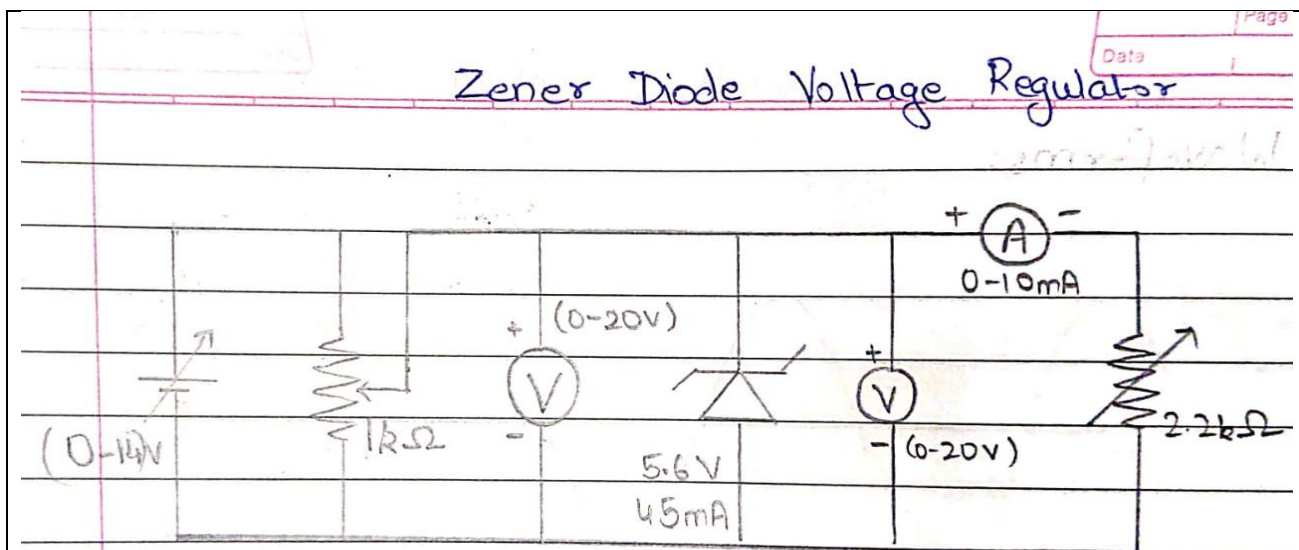 Page
Date
Zener Diode Voltage Regulator
+ A -
0-10mA
+ (0-20V)
V
-
+
V
- (0-20V)
(0-14)V
1kΩ
2.2kΩ
5.6V
45mA